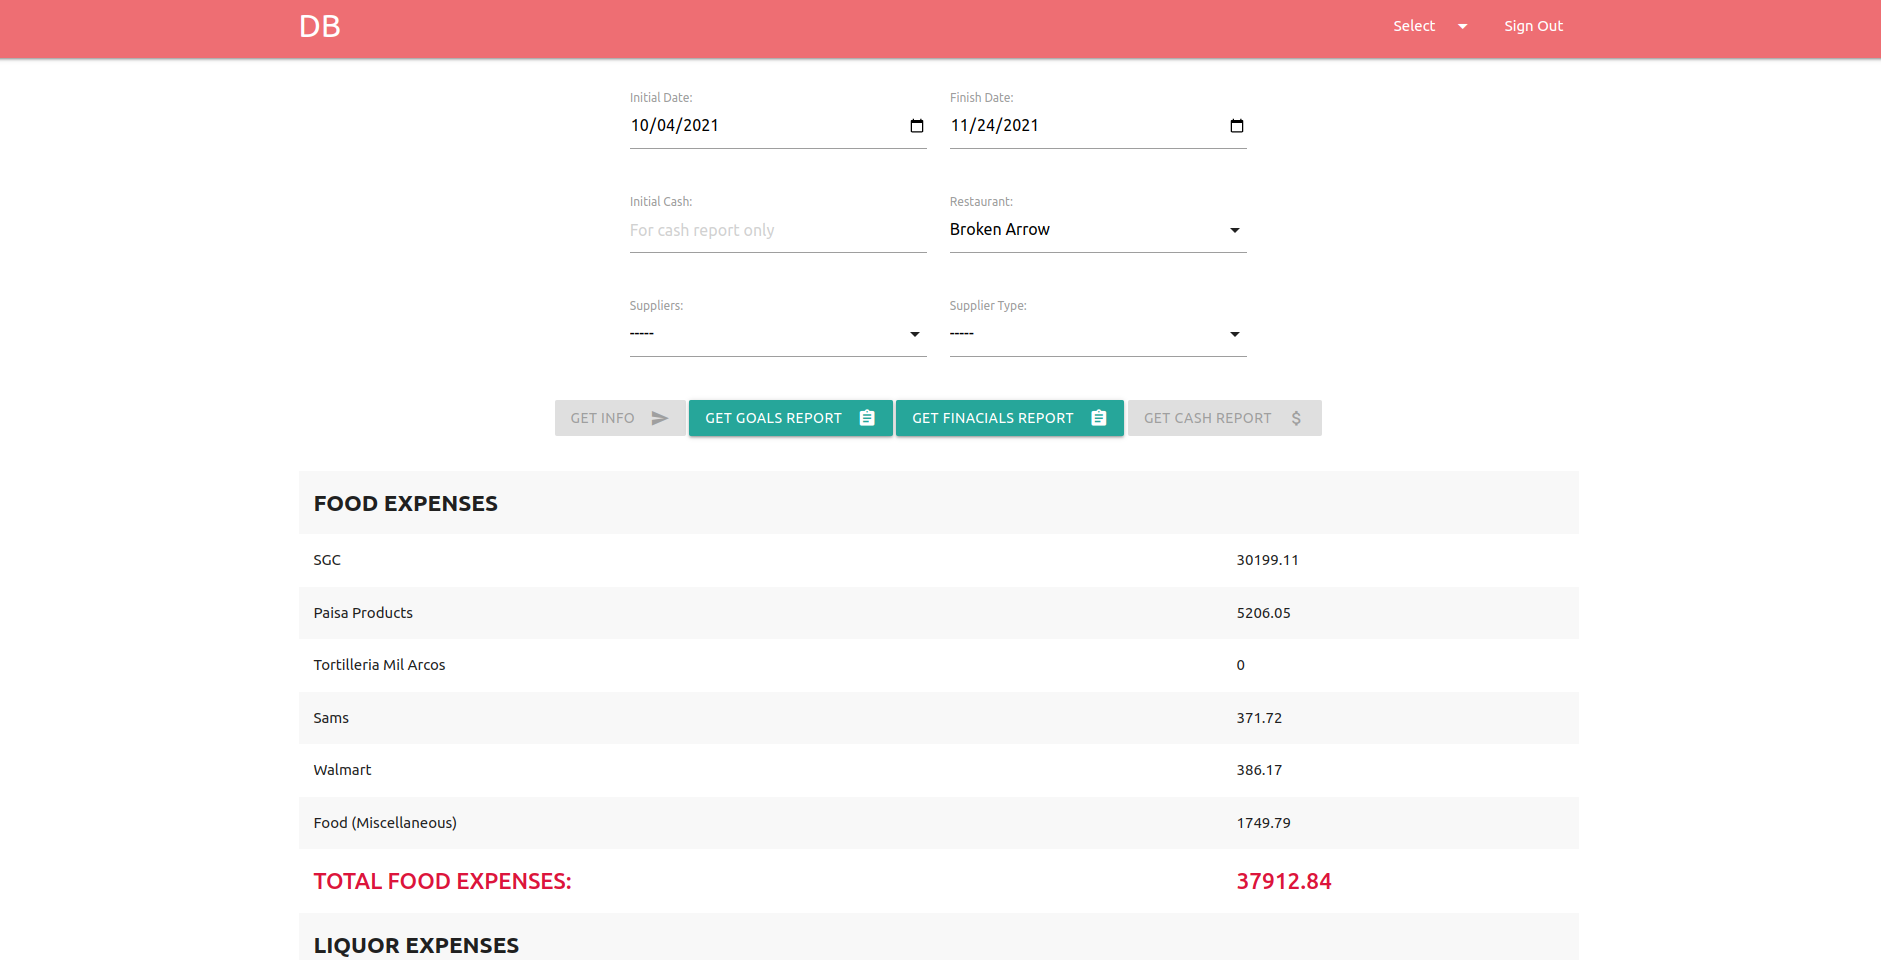 DB
Select
Sign Out
Initial Date:
Finish Date:
10/04/2021
11/24/2021
Initial Cash:
Restaurant:
For cash report only
Broken Arrow
Suppliers:
Supplier Type:
-----
-----
GET INFO
GET GOALS REPORT
GET FINACIALS REPORT
GET CASH REPORT $
FOOD EXPENSES
SGC 30199.11
Paisa Products 5206.05
Tortilleria Mil Arcos 0
Sams 371.72
Walmart 386.17
Food (Miscellaneous) 1749.79
TOTAL FOOD EXPENSES: 37912.84
LIQUOR EXPENSES